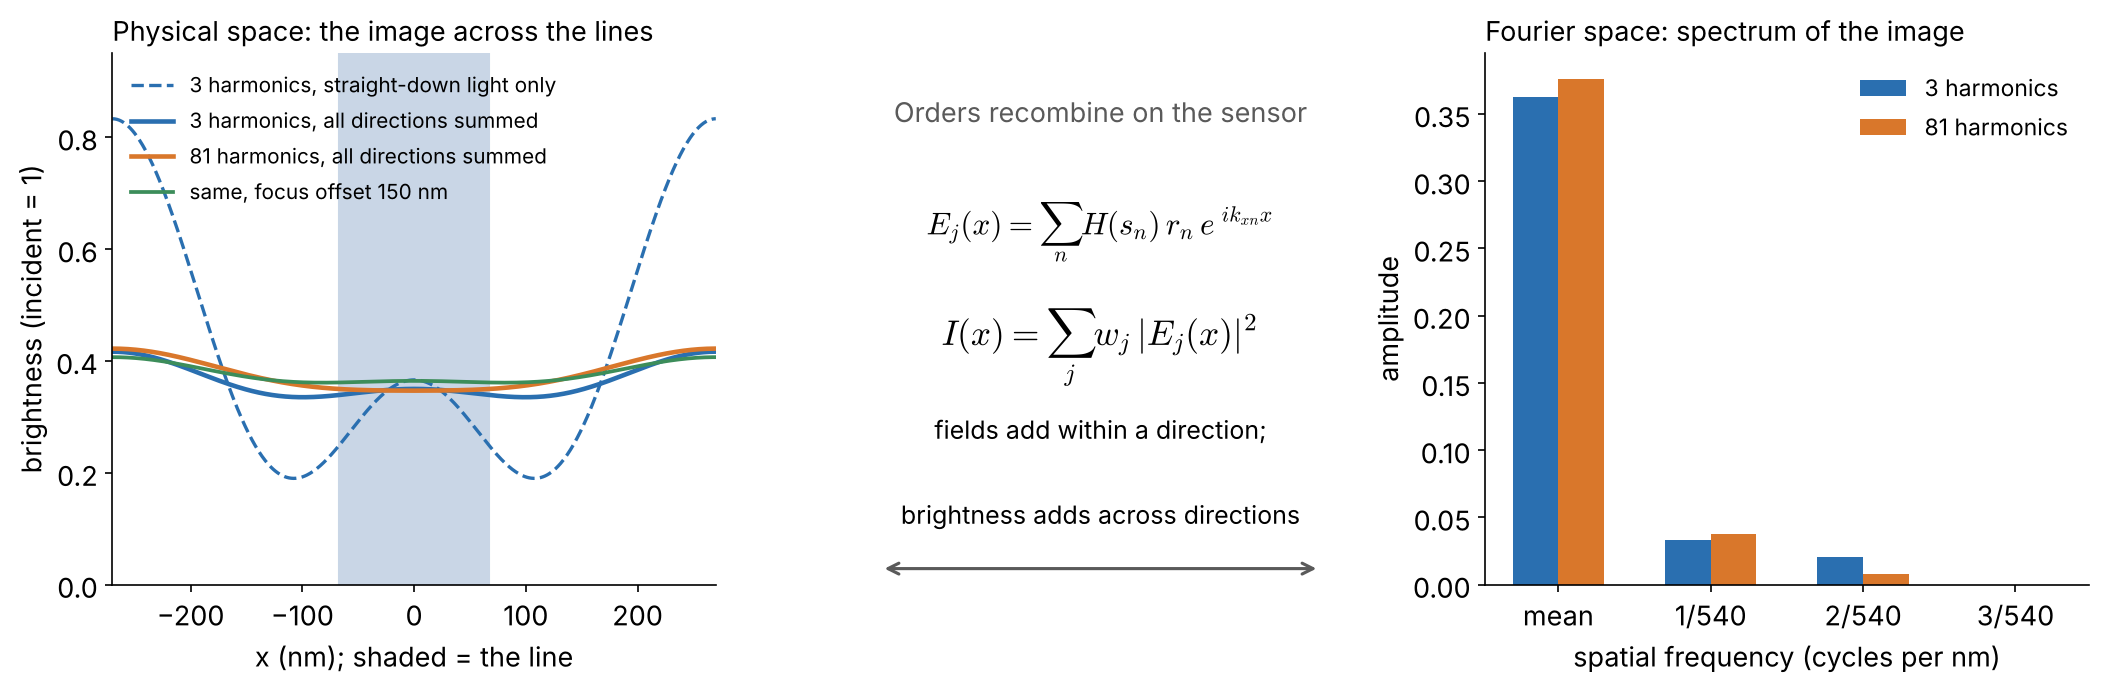 Physical space: the image across the lines
3 harmonics, straight-down light only
3 harmonics, all directions summed
81 harmonics, all directions summed
same, focus offset 150 nm
brightness (incident = 1)
0.8
0.6
0.4
0.2
0.0
−200 −100 0 100 200
x (nm); shaded = the line
Orders recombine on the sensor
E_j(x) = ∑_n H(s_n) r_n e^{ik_{xn}x}
I(x) = ∑_j w_j |E_j(x)|²
fields add within a direction;
brightness adds across directions
Fourier space: spectrum of the image
3 harmonics
81 harmonics
amplitude
0.35
0.30
0.25
0.20
0.15
0.10
0.05
0.00
mean 1/540 2/540 3/540
spatial frequency (cycles per nm)